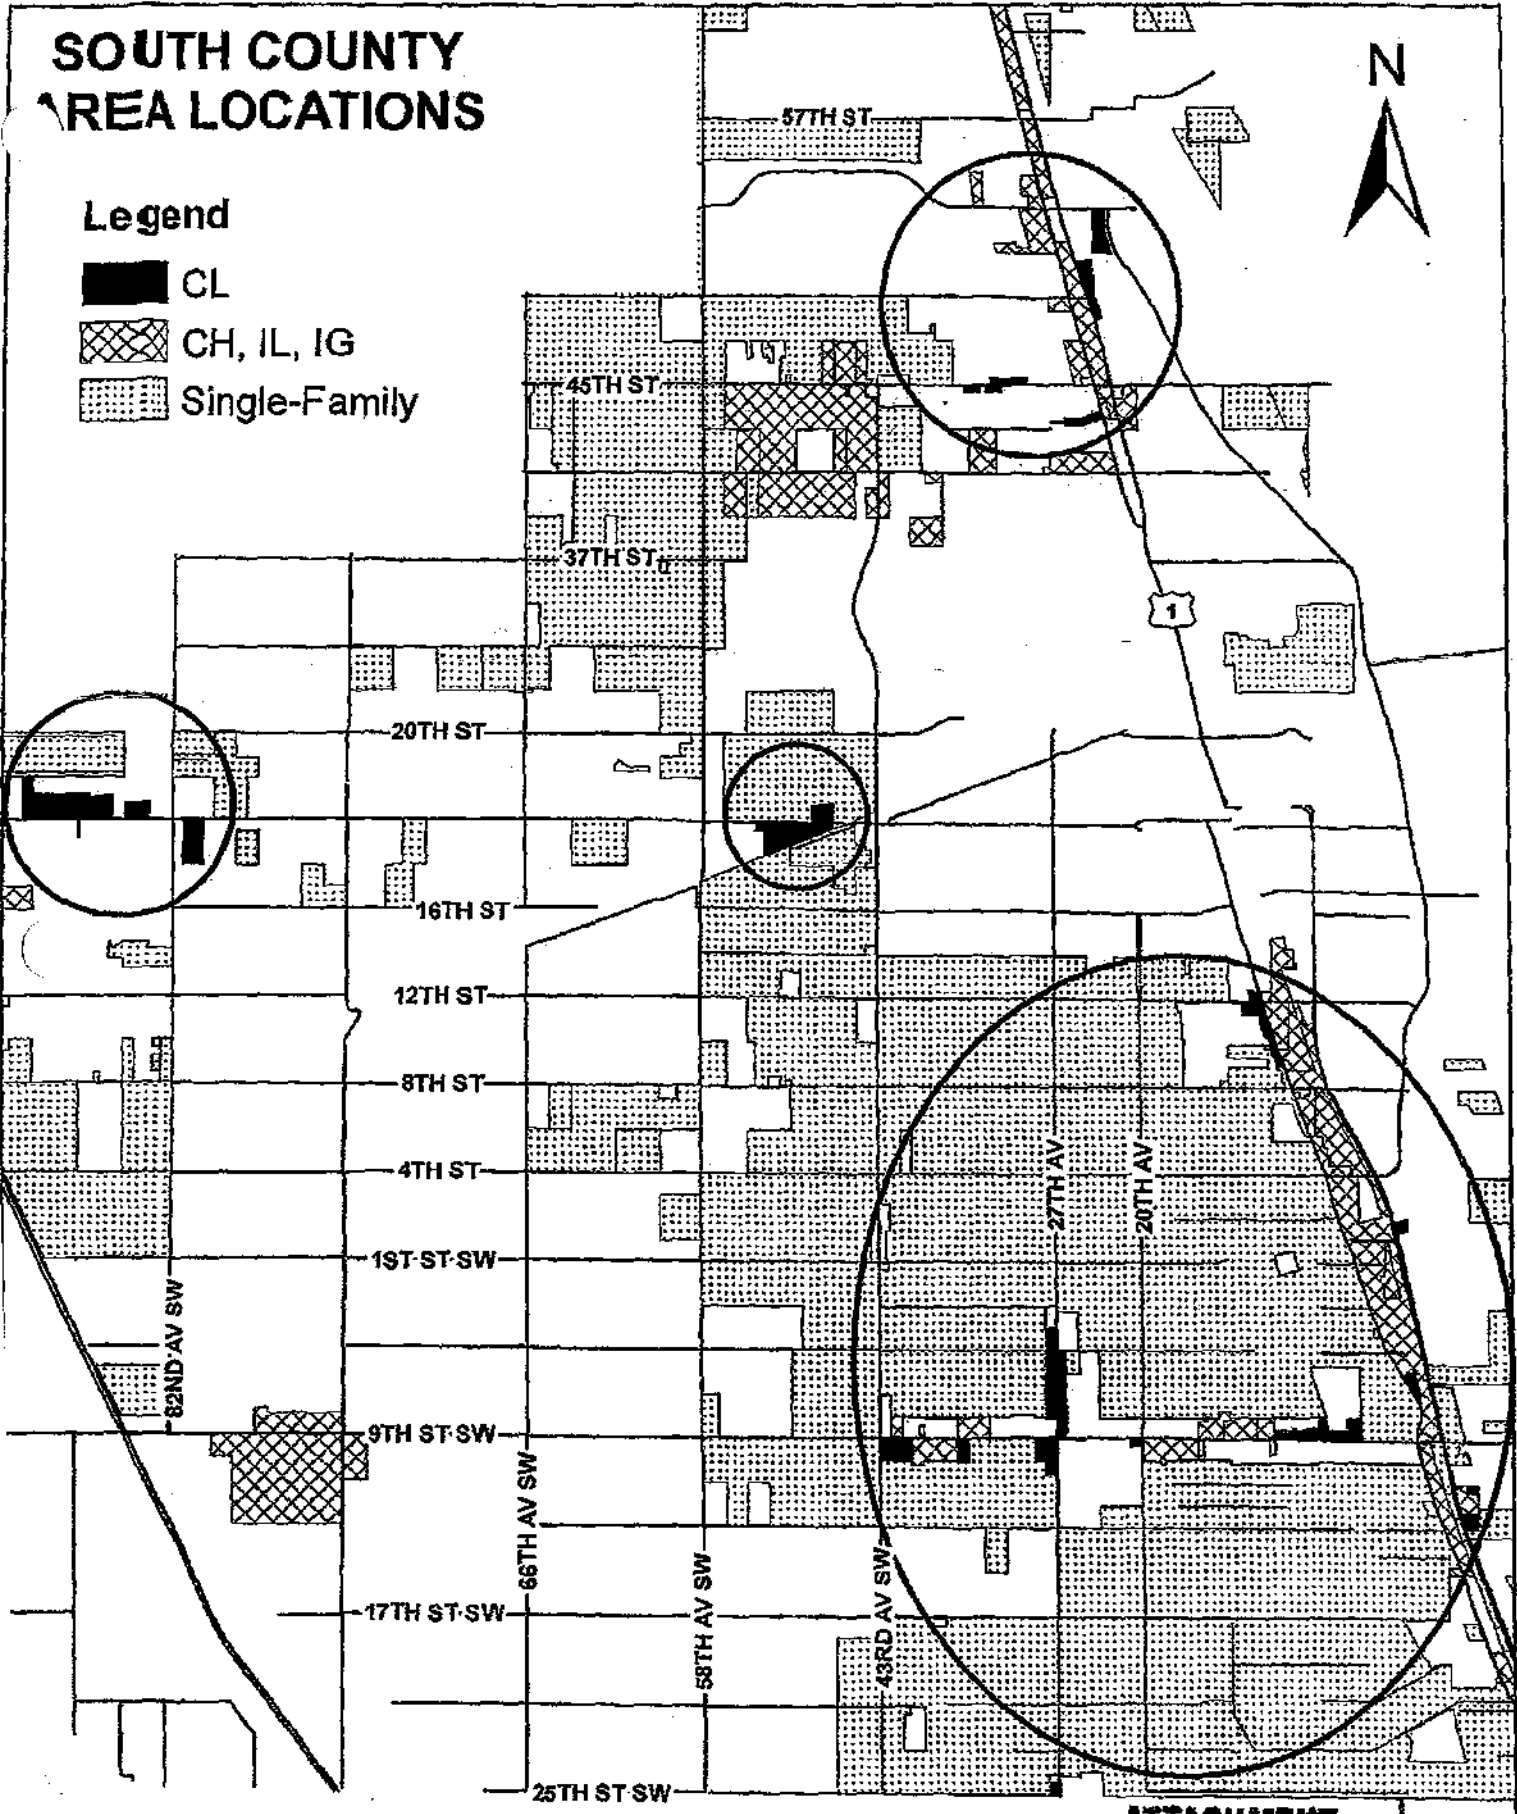 SOUTH COUNTY
AREA LOCATIONS
N
Legend
CL
CH, IL, IG
Single-Family
57TH ST
45TH ST
37TH ST
1
20TH ST
16TH ST
12TH ST
8TH ST
4TH ST
27TH AV
20TH AV
1ST ST SW
82ND AV SW
9TH ST SW
66TH AV SW
58TH AV SW
43RD AV SW
17TH ST SW
25TH ST SW